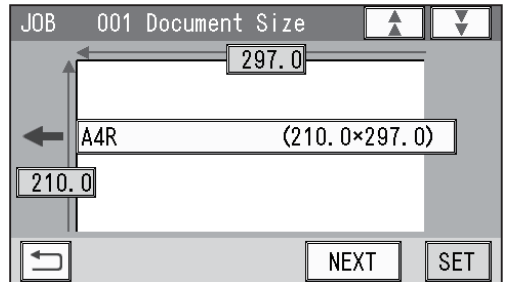 JOB 001 Document Size
297.0
A4R (210.0×297.0)
210.0
NEXT SET